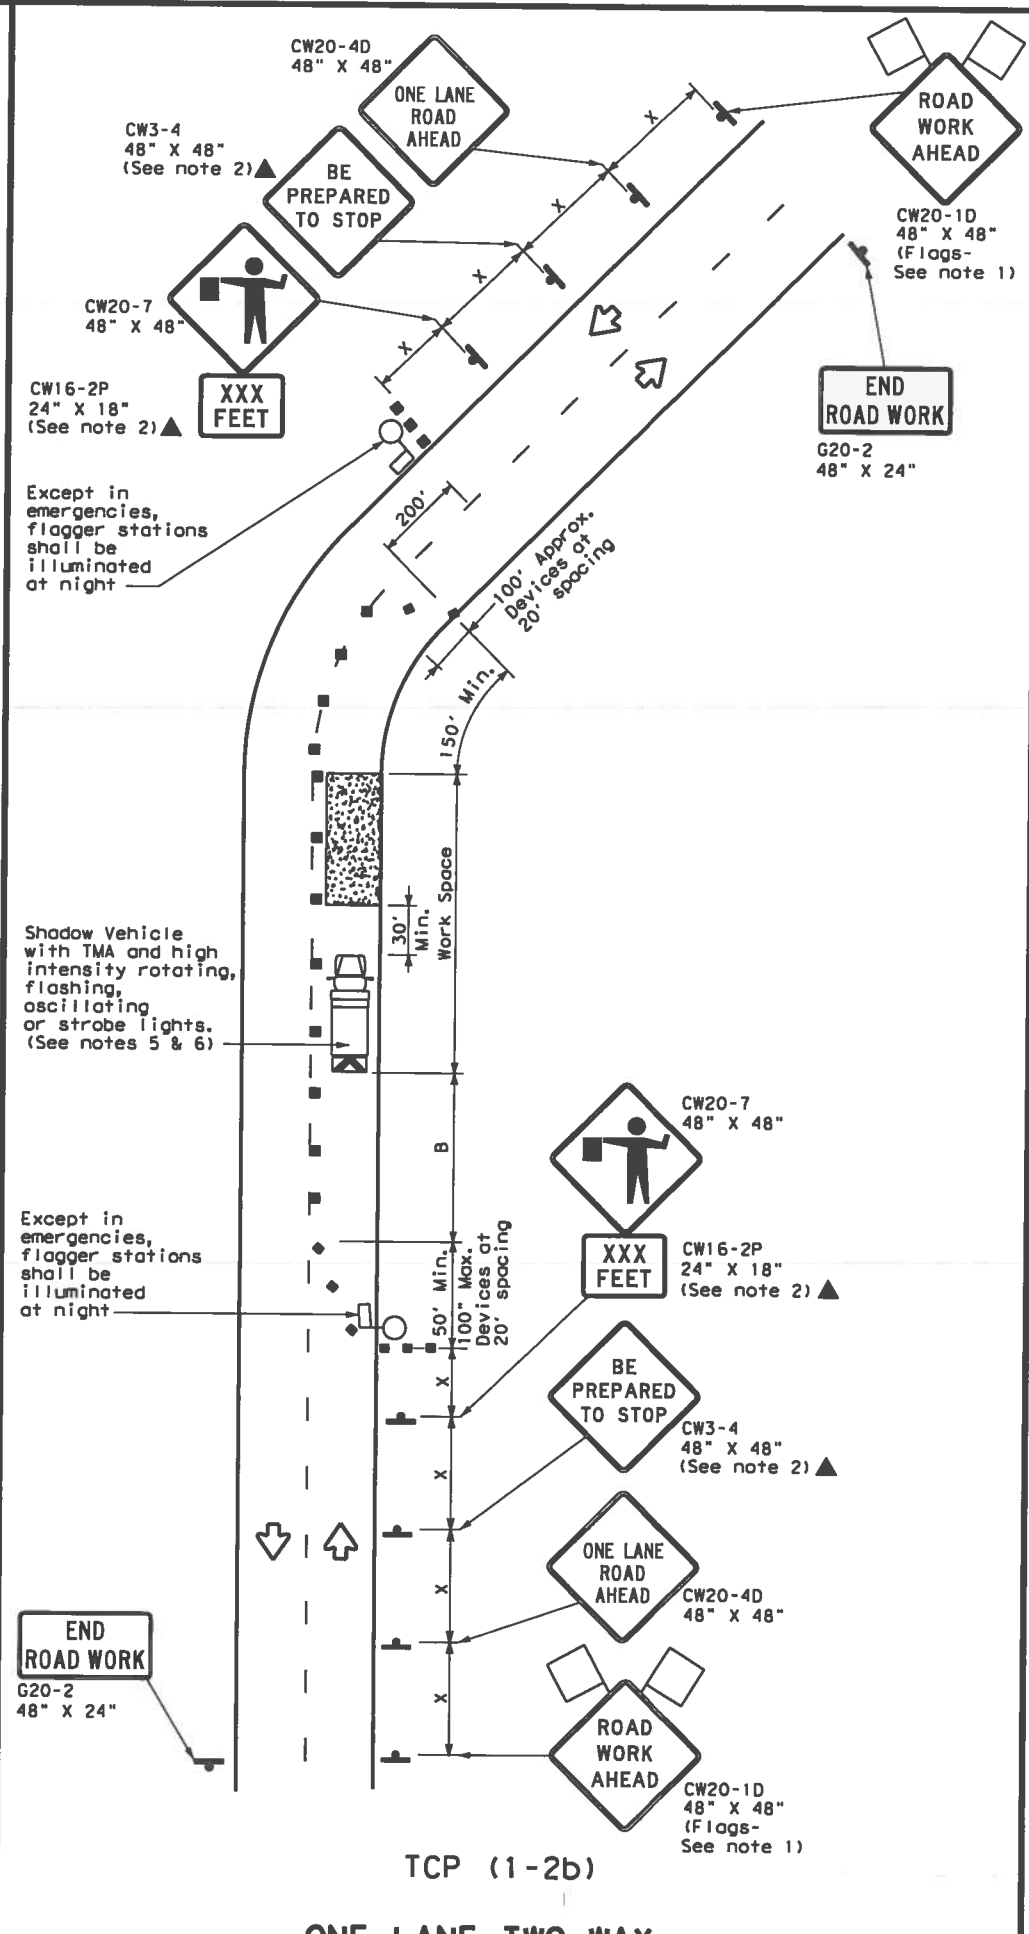 CW20-4D
48" X 48"
ONE LANE
ROAD
AHEAD
ROAD
WORK
AHEAD
CW3-4
48" X 48"
(See note 2)
BE
PREPARED
TO STOP
CW20-1D
48" X 48"
(Flags-
See note 1)
X
X
X
X
CW20-7
48" X 48"
CW16-2P
24" X 18"
(See note 2)
XXX
FEET
END
ROAD WORK
G20-2
48" X 24"
Except in
emergencies,
flagger stations
shall be
illuminated
at night
200'
100' Approx.
Devices at
20' spacing
150' Min.
Work Space
30'
Min.
Shadow Vehicle
with TMA and high
intensity rotating,
flashing,
oscillating
or strobe lights.
(See notes 5 & 6)
B
CW20-7
48" X 48"
XXX
FEET
CW16-2P
24" X 18"
(See note 2)
Except in
emergencies,
flagger stations
shall be
illuminated
at night
50' Min.
100" Max.
Devices at
20' spacing
X
BE
PREPARED
TO STOP
CW3-4
48" X 48"
(See note 2)
X
ONE LANE
ROAD
AHEAD
CW20-4D
48" X 48"
X
END
ROAD WORK
G20-2
48" X 24"
X
ROAD
WORK
AHEAD
CW20-1D
48" X 48"
(Flags-
See note 1)
TCP (1-2b)
ONE LANE TWO WAY